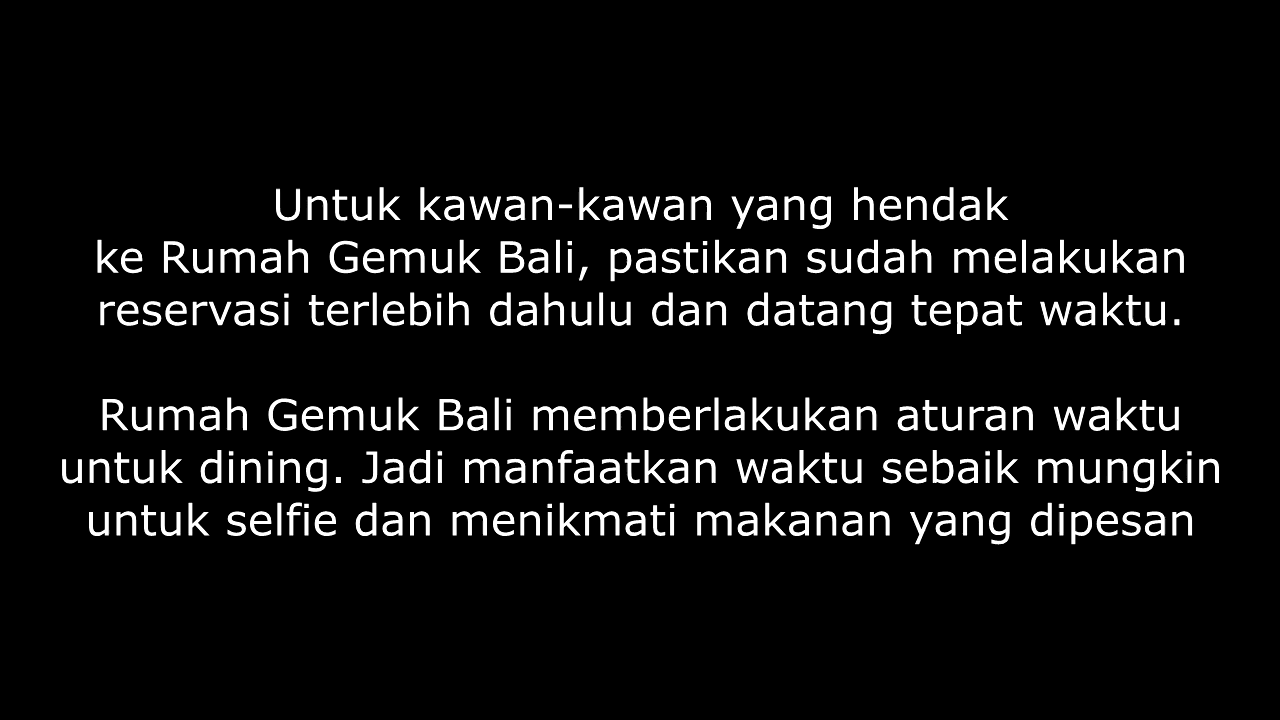 Untuk kawan-kawan yang hendak
ke Rumah Gemuk Bali, pastikan sudah melakukan
reservasi terlebih dahulu dan datang tepat waktu.
Rumah Gemuk Bali memberlakukan aturan waktu
untuk dining. Jadi manfaatkan waktu sebaik mungkin
untuk selfie dan menikmati makanan yang dipesan